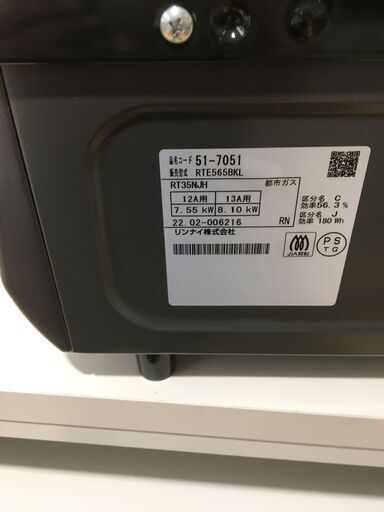 品名コード 51-7051
販売型式 RTE565BKL
RT35NJH 都市ガス
12A用 13A用
7.55 kW 8.10 kW
22.02-006216 RN
リンナイ株式会社
区分名 C
効率56.3 %
区分名 J
効率 180 Wh
JIA
PS
TG